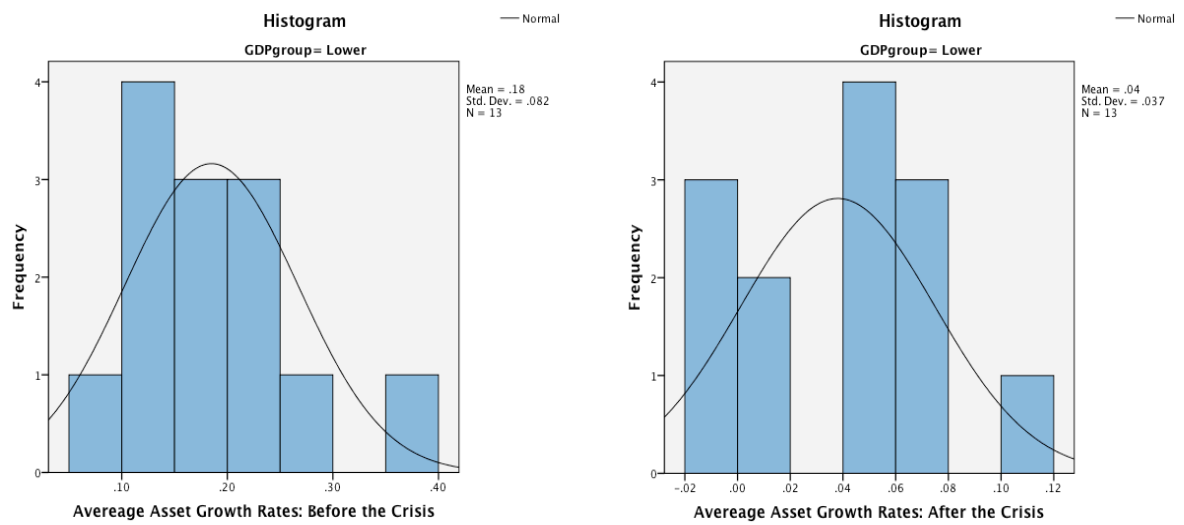 Histogram
Normal
GDPgroup= Lower
Mean = .18
Std. Dev. = .082
N = 13
4
3
2
1
0
Frequency
.10 .20 .30 .40
Avereage Asset Growth Rates: Before the Crisis
Histogram
Normal
GDPgroup= Lower
Mean = .04
Std. Dev. = .037
N = 13
4
3
2
1
0
Frequency
-.02 .00 .02 .04 .06 .08 .10 .12
Avereage Asset Growth Rates: After the Crisis